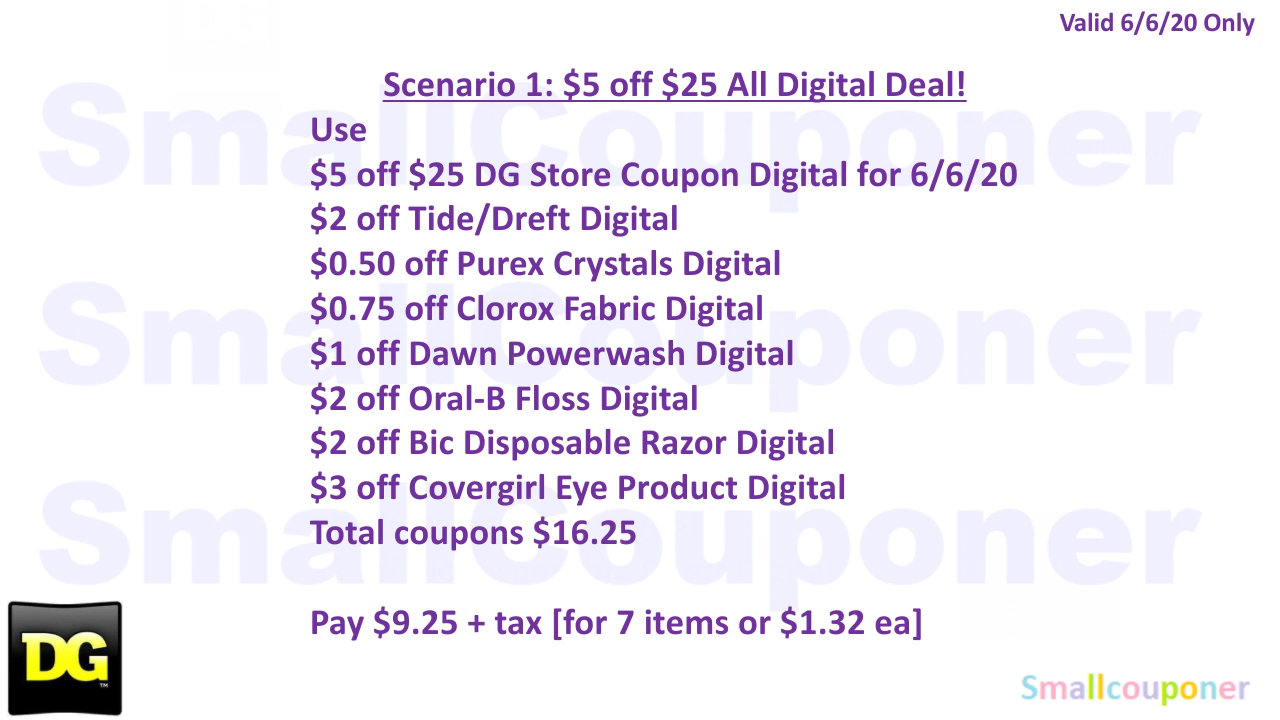 Valid 6/6/20 Only
Scenario 1: $5 off $25 All Digital Deal!
Use
$5 off $25 DG Store Coupon Digital for 6/6/20
$2 off Tide/Dreft Digital
$0.50 off Purex Crystals Digital
$0.75 off Clorox Fabric Digital
$1 off Dawn Powerwash Digital
$2 off Oral-B Floss Digital
$2 off Bic Disposable Razor Digital
$3 off Covergirl Eye Product Digital
Total coupons $16.25
Pay $9.25 + tax [for 7 items or $1.32 ea]
SmallCouponer
SmallCouponer
SmallCouponer
DG™
Smallcouponer